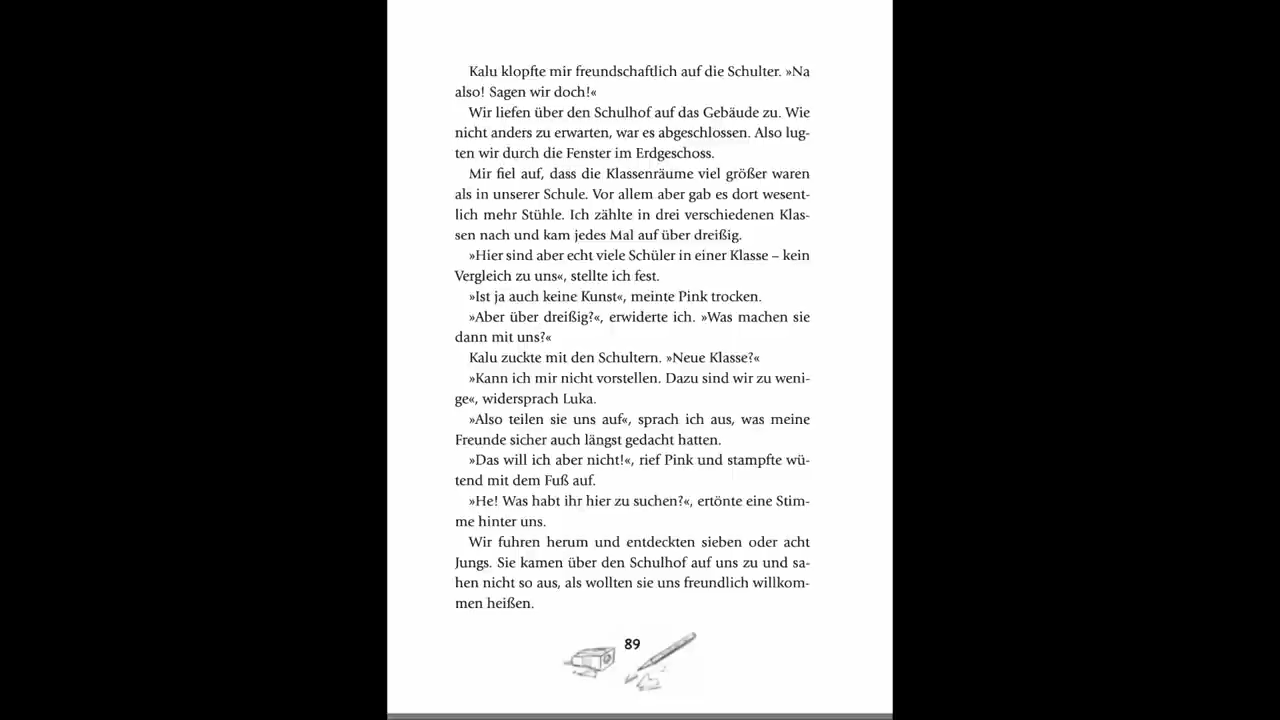 Kalu klopfte mir freundschaftlich auf die Schulter. »Na
also! Sagen wir doch!«
Wir liefen über den Schulhof auf das Gebäude zu. Wie
nicht anders zu erwarten, war es abgeschlossen. Also lug-
ten wir durch die Fenster im Erdgeschoss.
Mir fiel auf, dass die Klassenräume viel größer waren
als in unserer Schule. Vor allem aber gab es dort wesent-
lich mehr Stühle. Ich zählte in drei verschiedenen Klas-
sen nach und kam jedes Mal auf über dreißig.
»Hier sind aber echt viele Schüler in einer Klasse – kein
Vergleich zu uns«, stellte ich fest.
»Ist ja auch keine Kunst«, meinte Pink trocken.
»Aber über dreißig?«, erwiderte ich. »Was machen sie
dann mit uns?«
Kalu zuckte mit den Schultern. »Neue Klasse?«
»Kann ich mir nicht vorstellen. Dazu sind wir zu weni-
ge«, widersprach Luka.
»Also teilen sie uns auf«, sprach ich aus, was meine
Freunde sicher auch längst gedacht hatten.
»Das will ich aber nicht!«, rief Pink und stampfte wü-
tend mit dem Fuß auf.
»He! Was habt ihr hier zu suchen?«, ertönte eine Stim-
me hinter uns.
Wir fuhren herum und entdeckten sieben oder acht
Jungs. Sie kamen über den Schulhof auf uns zu und sa-
hen nicht so aus, als wollten sie uns freundlich willkom-
men heißen.
89